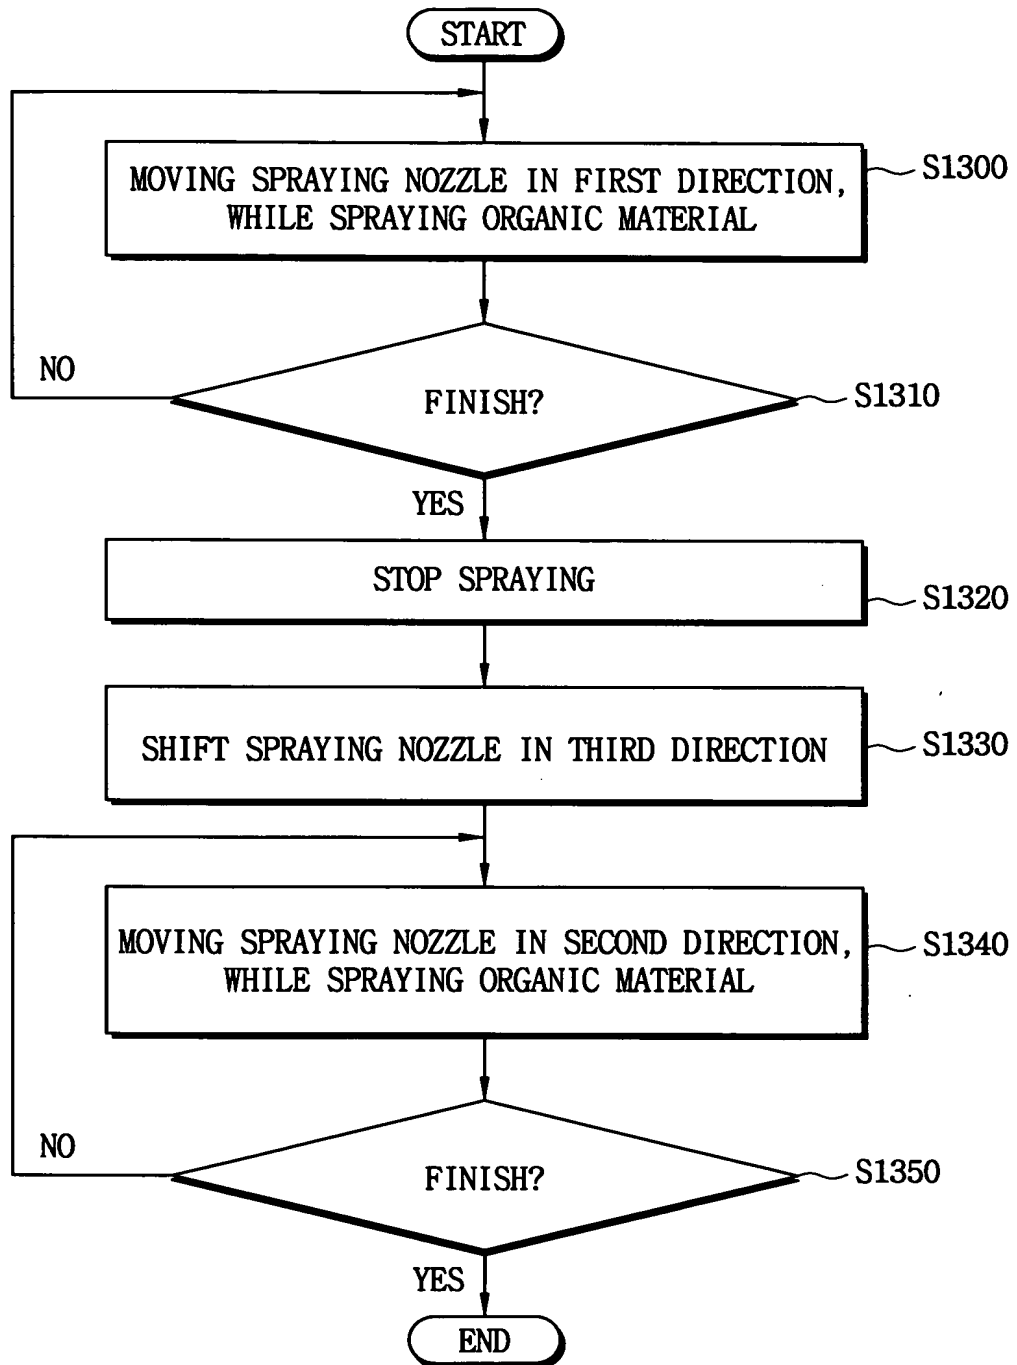 START
MOVING SPRAYING NOZZLE IN FIRST DIRECTION,
WHILE SPRAYING ORGANIC MATERIAL
S1300
NO
FINISH?
S1310
YES
STOP SPRAYING
S1320
SHIFT SPRAYING NOZZLE IN THIRD DIRECTION
S1330
MOVING SPRAYING NOZZLE IN SECOND DIRECTION,
WHILE SPRAYING ORGANIC MATERIAL
S1340
NO
FINISH?
S1350
YES
END